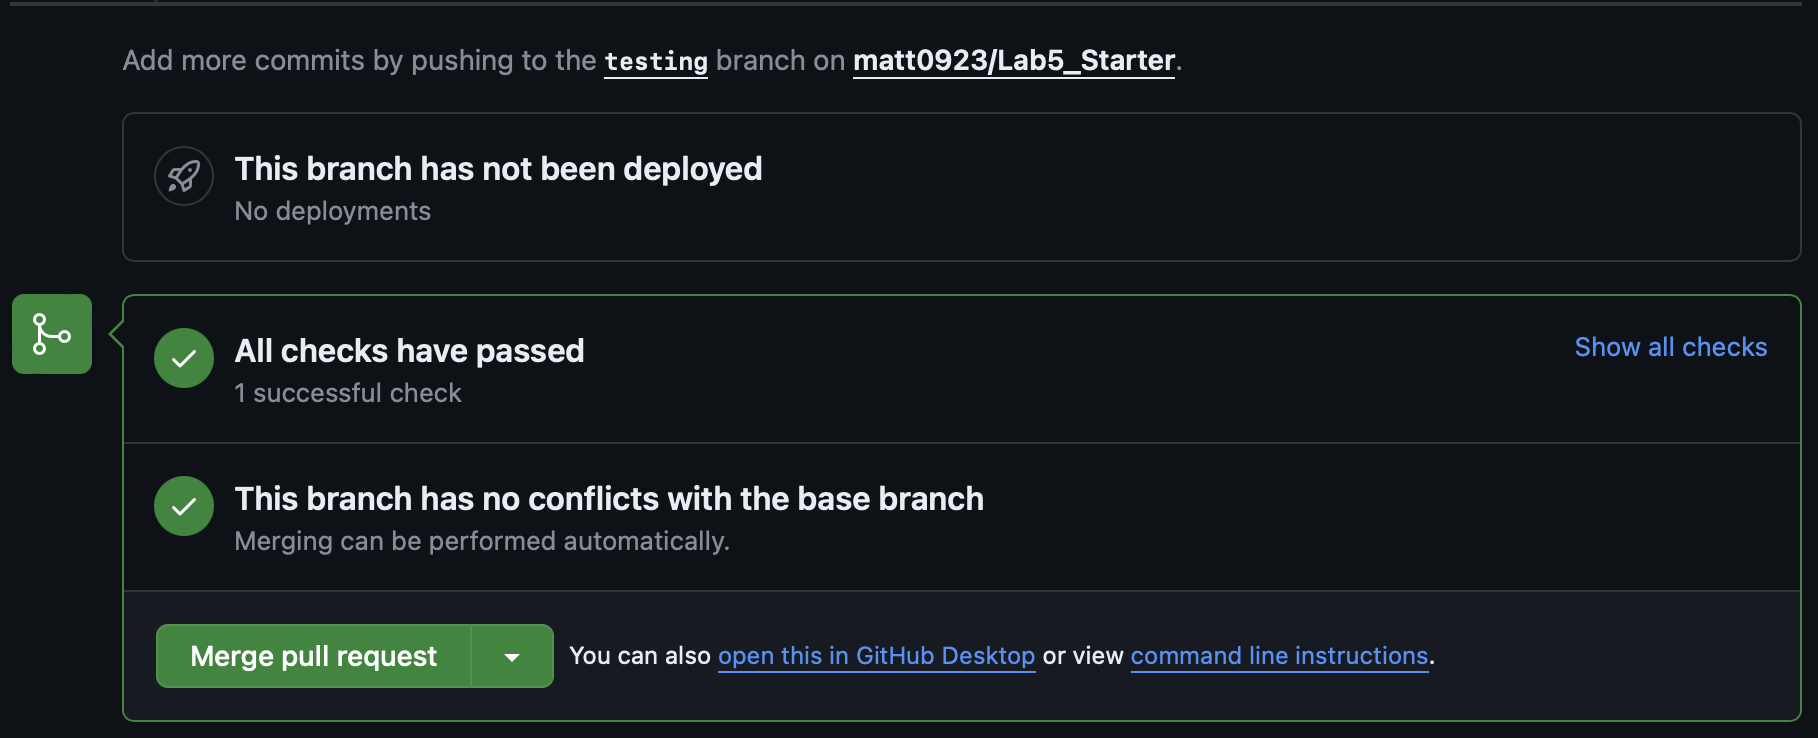 Add more commits by pushing to the testing branch on matt0923/Lab5_Starter.
This branch has not been deployed
No deployments
All checks have passed
Show all checks
1 successful check
This branch has no conflicts with the base branch
Merging can be performed automatically.
Merge pull request
You can also open this in GitHub Desktop or view command line instructions.